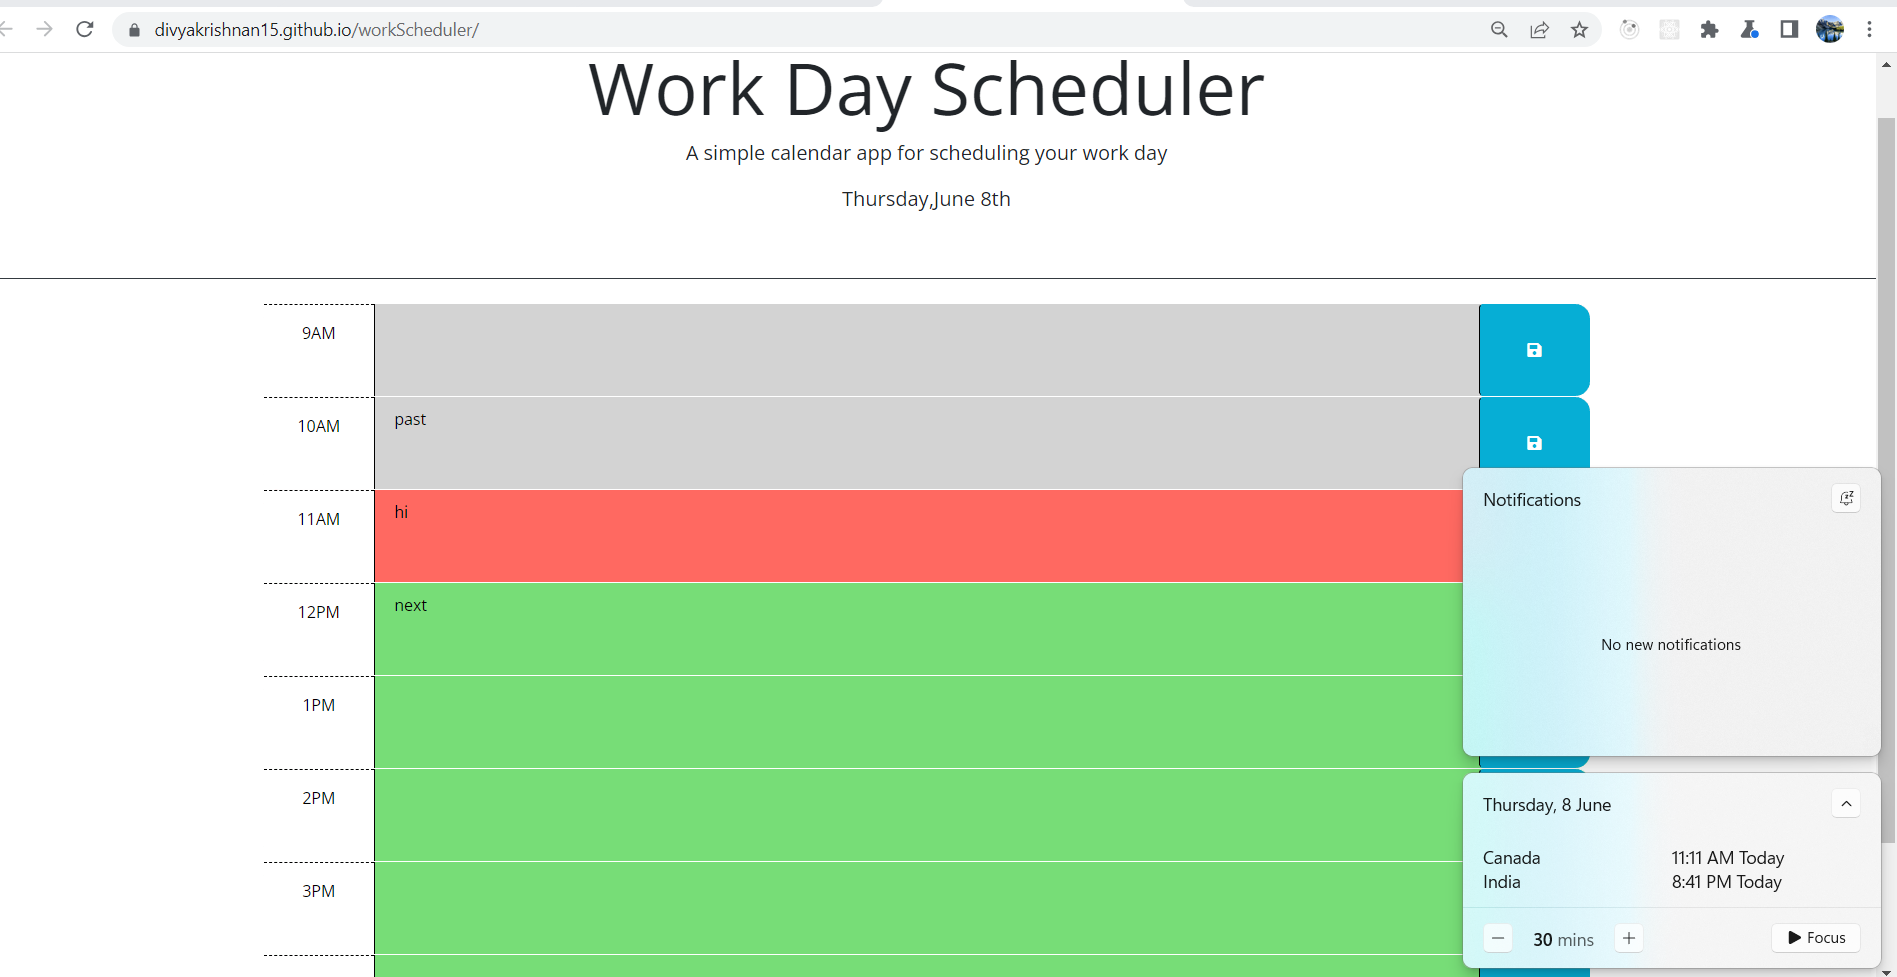 divyakrishnan15.github.io/workScheduler/
Work Day Scheduler
A simple calendar app for scheduling your work day
Thursday,June 8th
9AM
10AM
past
11AM
hi
12PM
next
1PM
2PM
3PM
Notifications
No new notifications
Thursday, 8 June
Canada 11:11 AM Today
India 8:41 PM Today
30 mins
Focus